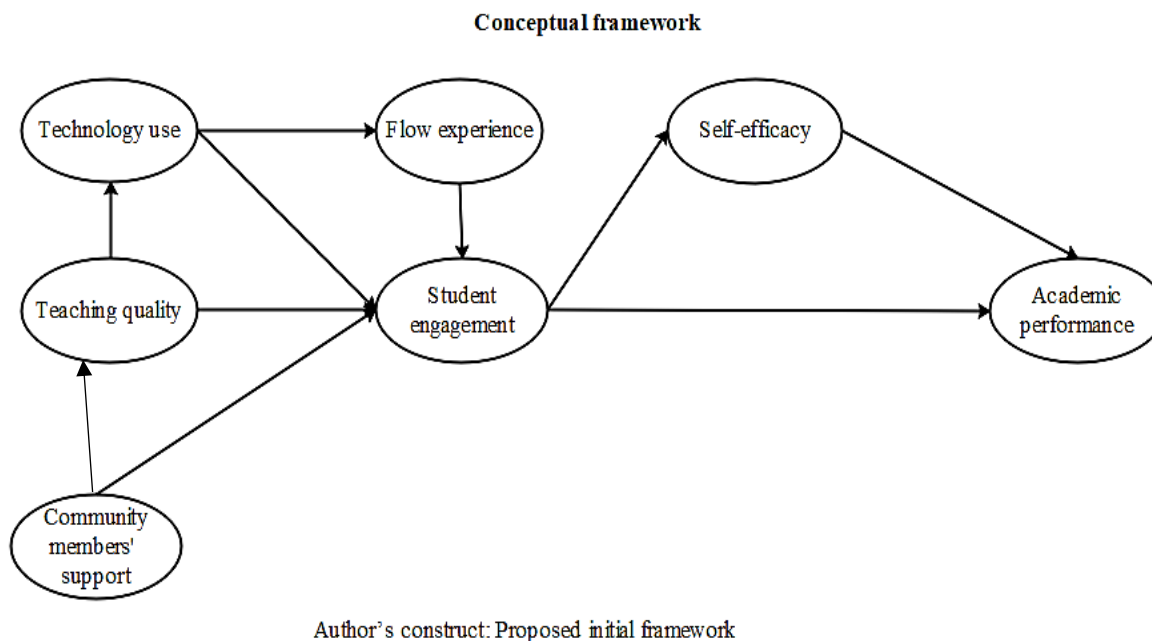 Conceptual framework
Technology use
Flow experience
Self-efficacy
Teaching quality
Student
engagement
Academic
performance
Community
members'
support
Author’s construct: Proposed initial framework